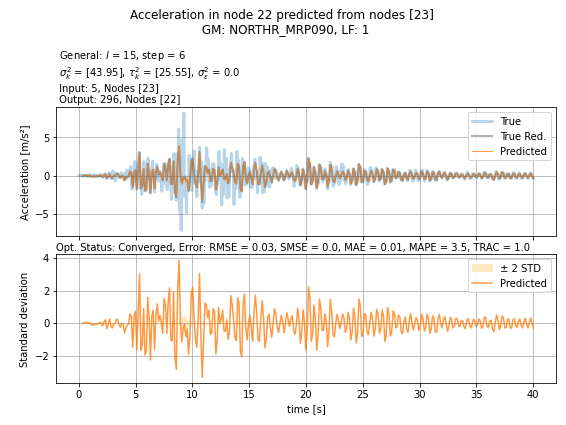 Acceleration in node 22 predicted from nodes [23]
GM: NORTHR_MRP090, LF: 1
General: l = 15, step = 6
σ²ₖ = [43.95], τ²ₖ = [25.55], σ²ε = 0.0
Input: 5, Nodes [23]
Output: 296, Nodes [22]
True
True Red.
Predicted
Acceleration [m/s²]
5
0
−5
Opt. Status: Converged, Error: RMSE = 0.03, SMSE = 0.0, MAE = 0.01, MAPE = 3.5, TRAC = 1.0
± 2 STD
Predicted
Standard deviation
4
2
0
−2
0 5 10 15 20 25 30 35 40
time [s]